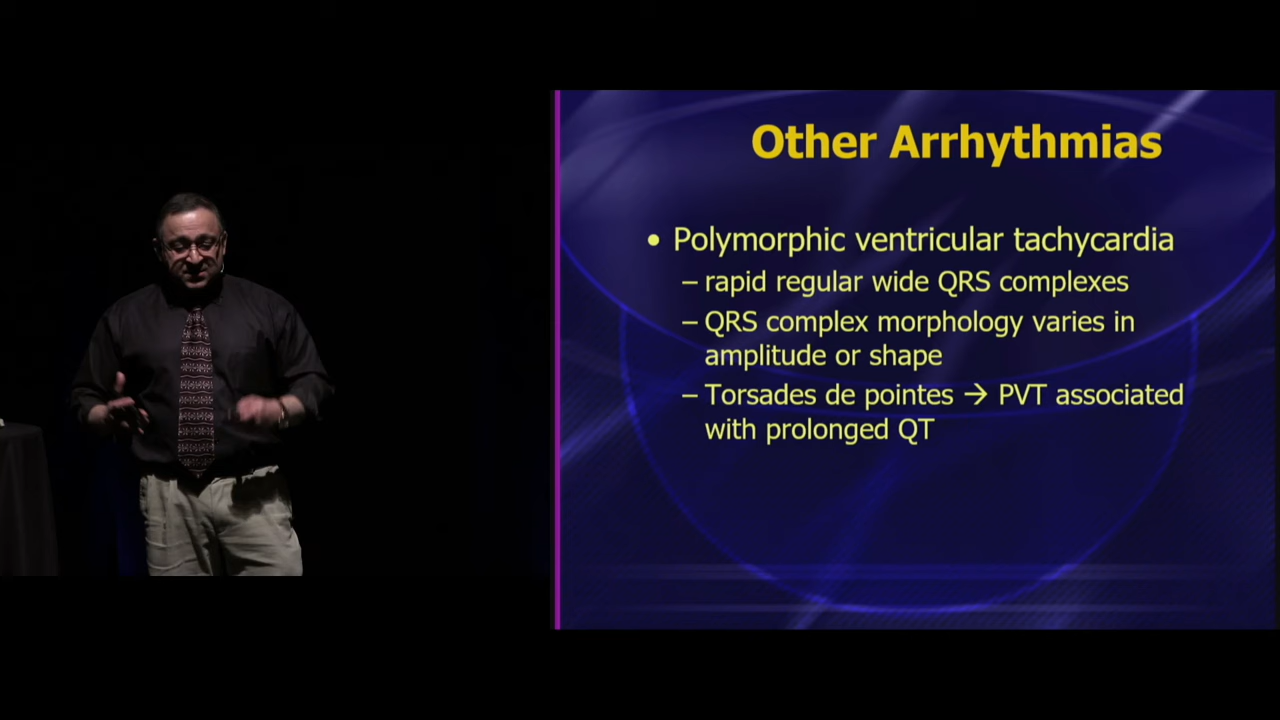 Other Arrhythmias
• Polymorphic ventricular tachycardia
– rapid regular wide QRS complexes
– QRS complex morphology varies in
amplitude or shape
– Torsades de pointes → PVT associated
with prolonged QT